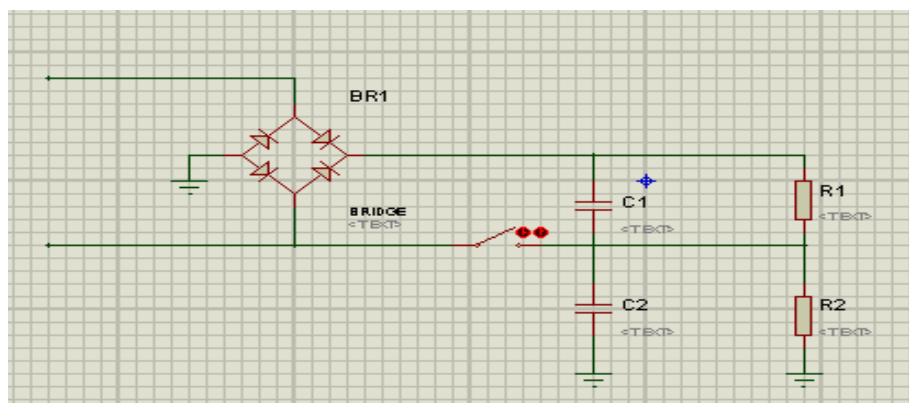 BR1
BRIDGE
<TEXT>
C1
<TEXT>
R1
<TEXT>
C2
<TEXT>
R2
<TEXT>